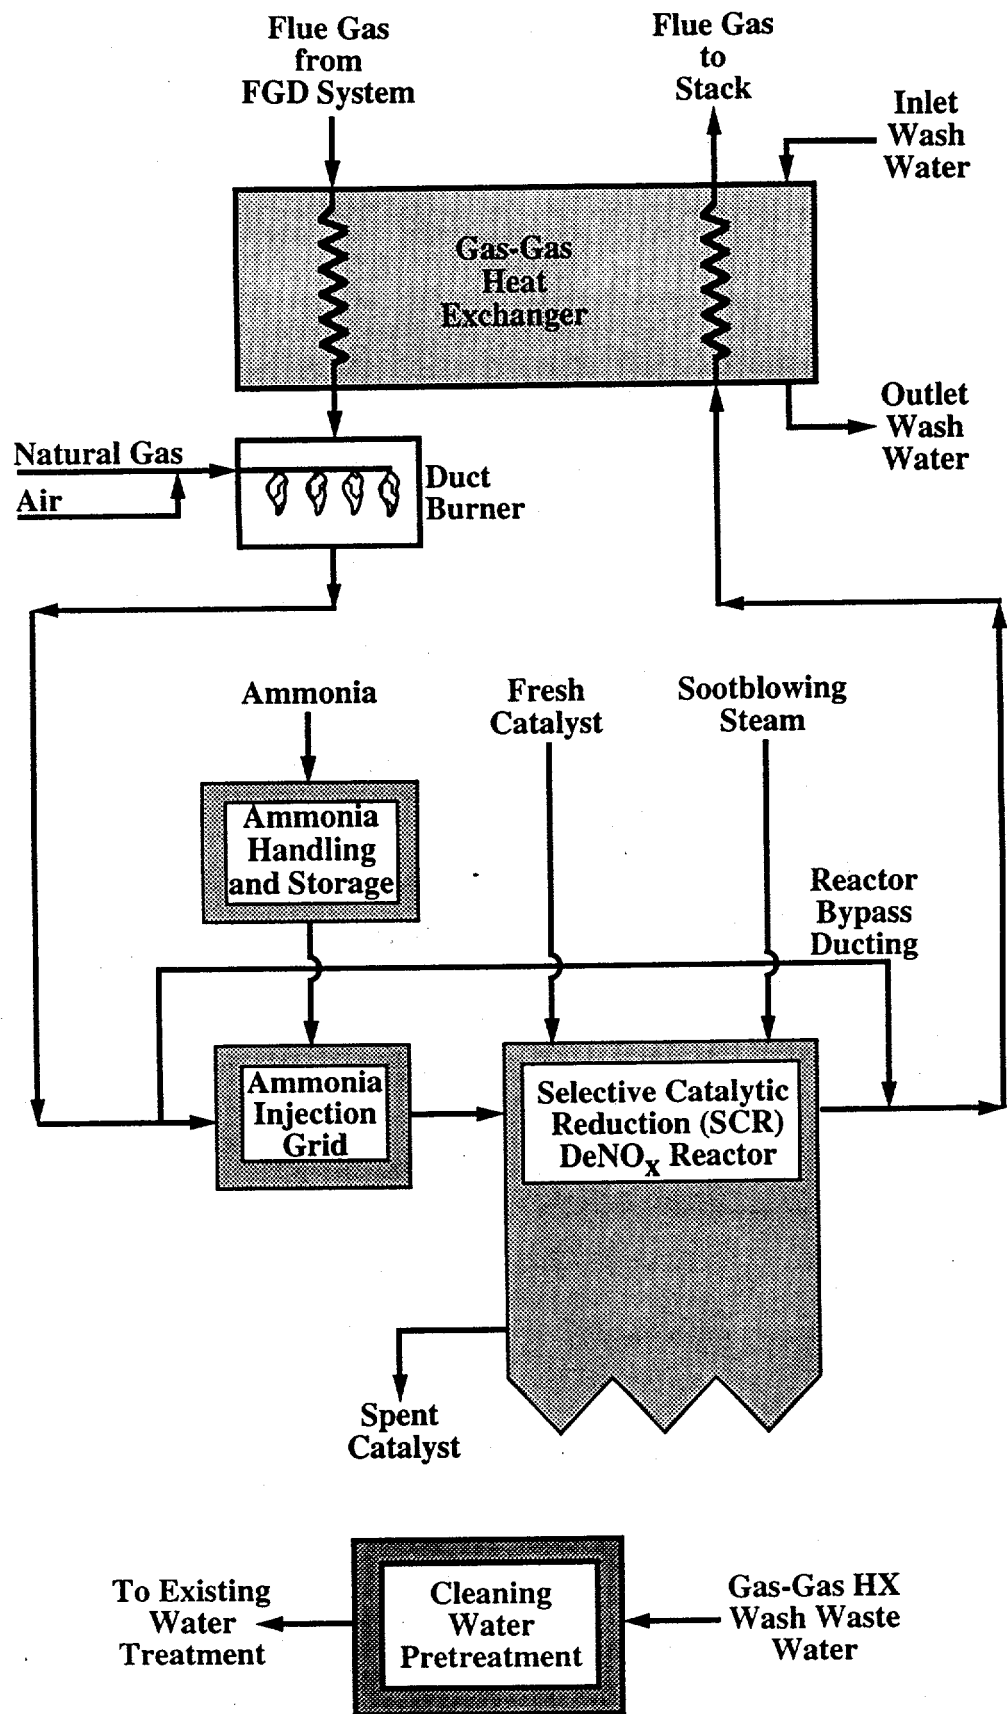 Flue Gas
from
FGD System
Flue Gas
to
Stack
Inlet
Wash
Water
Gas-Gas
Heat
Exchanger
Outlet
Wash
Water
Natural Gas
Air
Duct
Burner
Ammonia
Fresh
Catalyst
Sootblowing
Steam
Ammonia
Handling
and Storage
Reactor
Bypass
Ducting
Ammonia
Injection
Grid
Selective Catalytic
Reduction (SCR)
DeNOx Reactor
Spent
Catalyst
To Existing
Water
Treatment
Cleaning
Water
Pretreatment
Gas-Gas HX
Wash Waste
Water